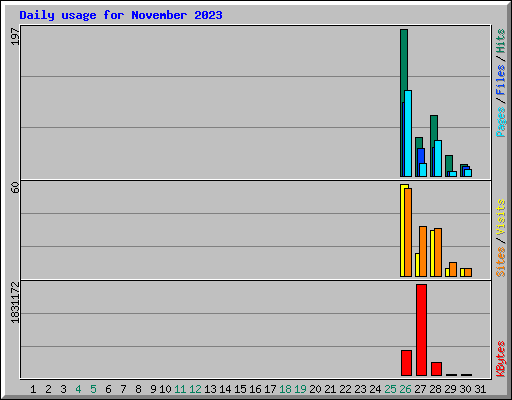 Daily usage for November 2023
197
60
1831172
Pages / Files / Hits
Sites / Visits
KBytes
1 2 3 4 5 6 7 8 9 10 11 12 13 14 15 16 17 18 19 20 21 22 23 24 25 26 27 28 29 30 31